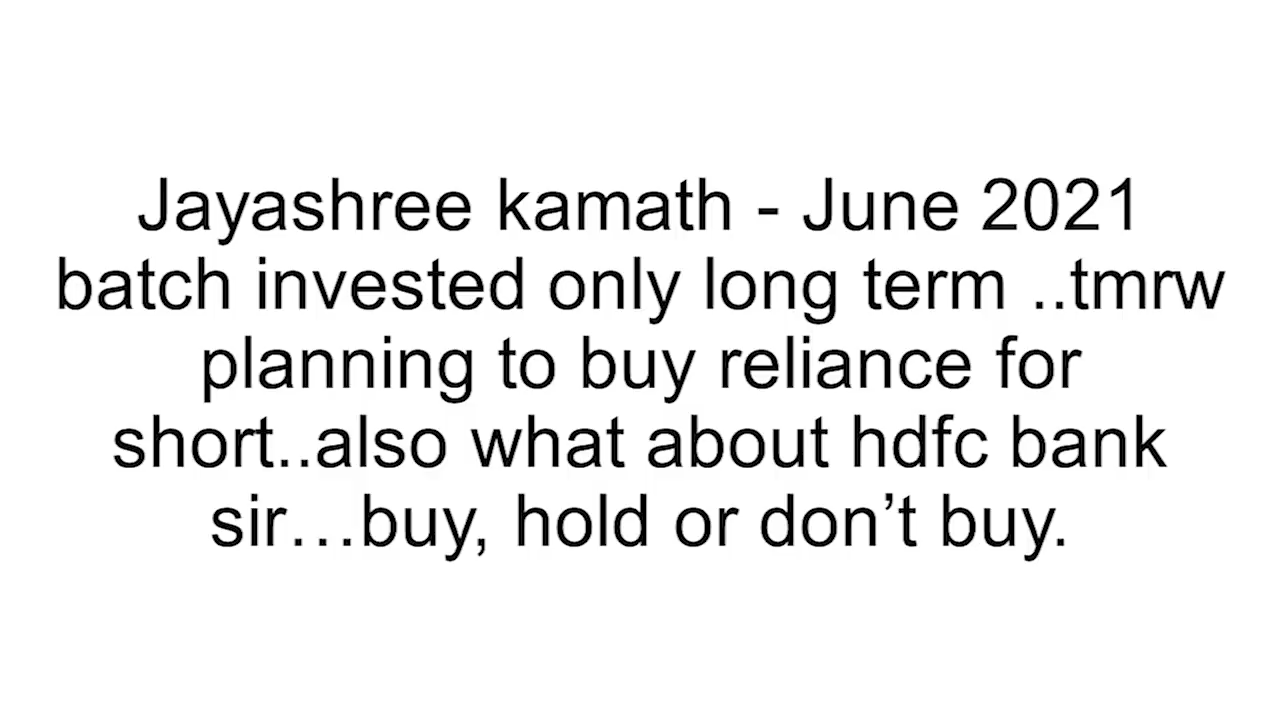 Jayashree kamath - June 2021
batch invested only long term ..tmrw
planning to buy reliance for
short..also what about hdfc bank
sir…buy, hold or don’t buy.